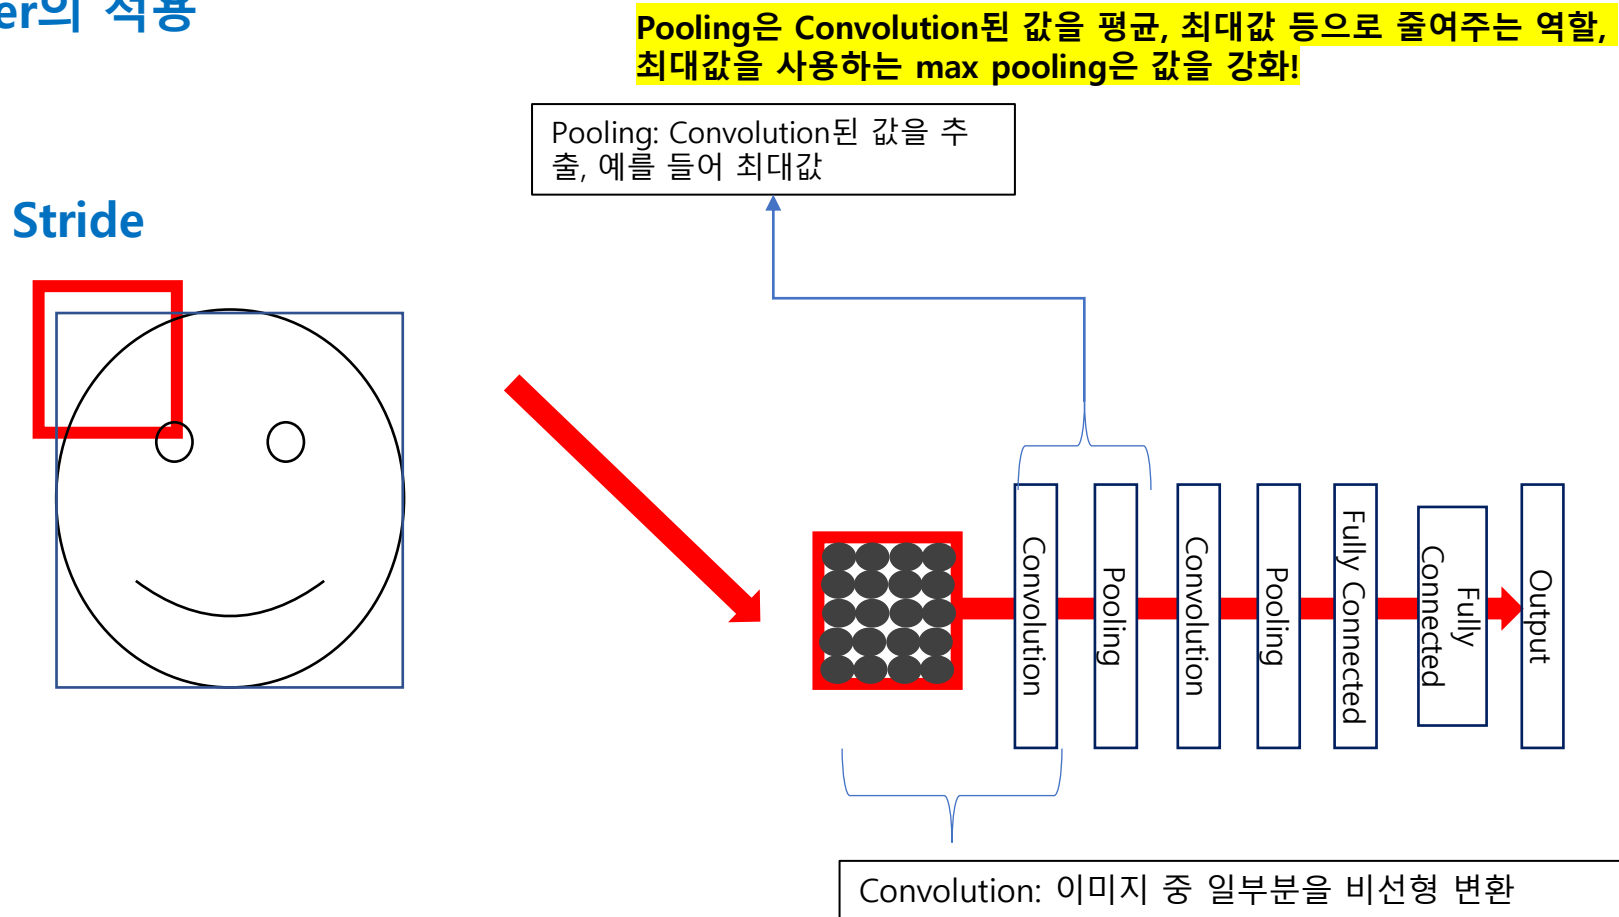 er의 적용
Pooling은 Convolution된 값을 평균, 최대값 등으로 줄여주는 역할,
최대값을 사용하는 max pooling은 값을 강화!
Pooling: Convolution된 값을 추
출, 예를 들어 최대값
Stride
Convolution
Pooling
Convolution
Pooling
Fully Connected
Fully
Connected
Output
Convolution: 이미지 중 일부분을 비선형 변환